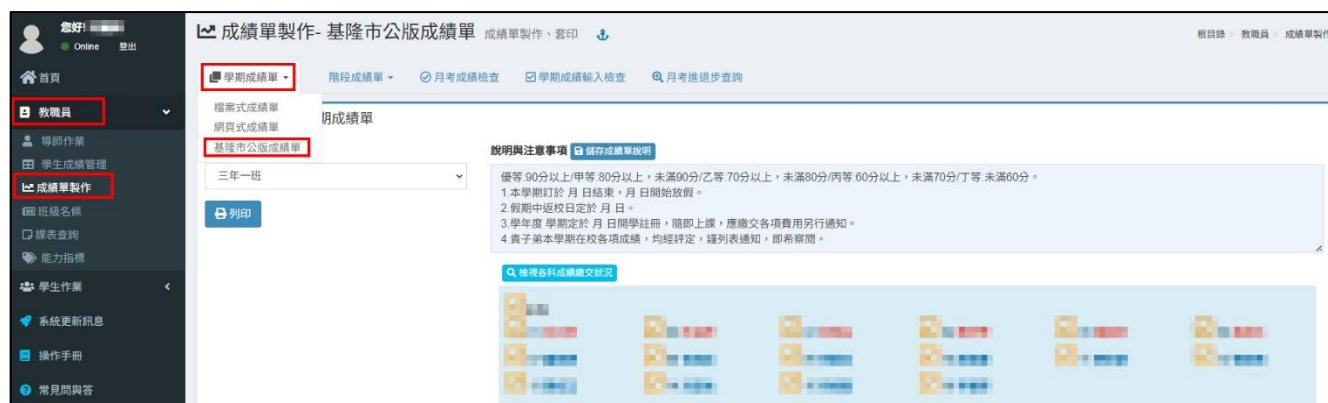 您好!
Online 登出
首頁
教職員
導師作業
學生成績管理
成績單製作
班級名條
課表查詢
能力指標
學生作業
系統更新訊息
操作手冊
常見問與答
成績單製作- 基隆市公版成績單 成績單製作、套印
根目錄 > 教職員 > 成績單製作
學期成績單 階段成績單 月考成績檢查 學期成績輸入檢查 月考進退步查詢
檔案式成績單
網頁式成績單
基隆市公版成績單
期成績單
三年一班
列印
說明與注意事項 儲存成績單說明
優等:90分以上/甲等:80分以上,未滿90分/乙等:70分以上,未滿80分/丙等:60分以上,未滿70分/丁等:未滿60分。
1.本學期訂於 月 日結束,月 日開始放假。
2.假期中返校日定於 月 日。
3.學年度 學期定於 月 日開學註冊,隨即上課,應繳交各項費用另行通知。
4.貴子弟本學期在校各項成績,均經評定,謹列表通知,即希察閱。
檢視各科成績繳交狀況